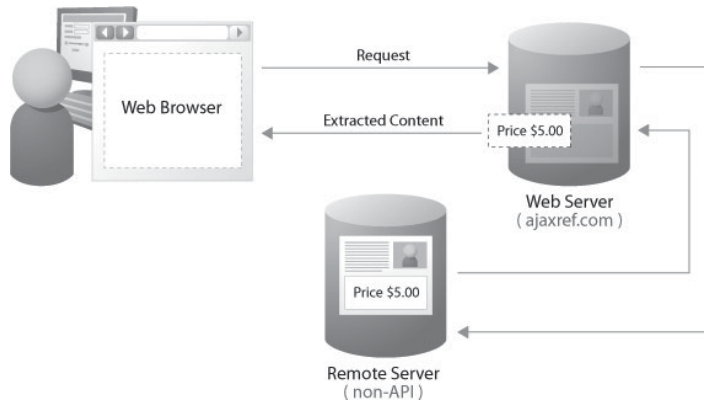 Request
Web Browser
Extracted Content
Price $5.00
Web Server
( ajaxref.com )
Price $5.00
Remote Server
( non-API )